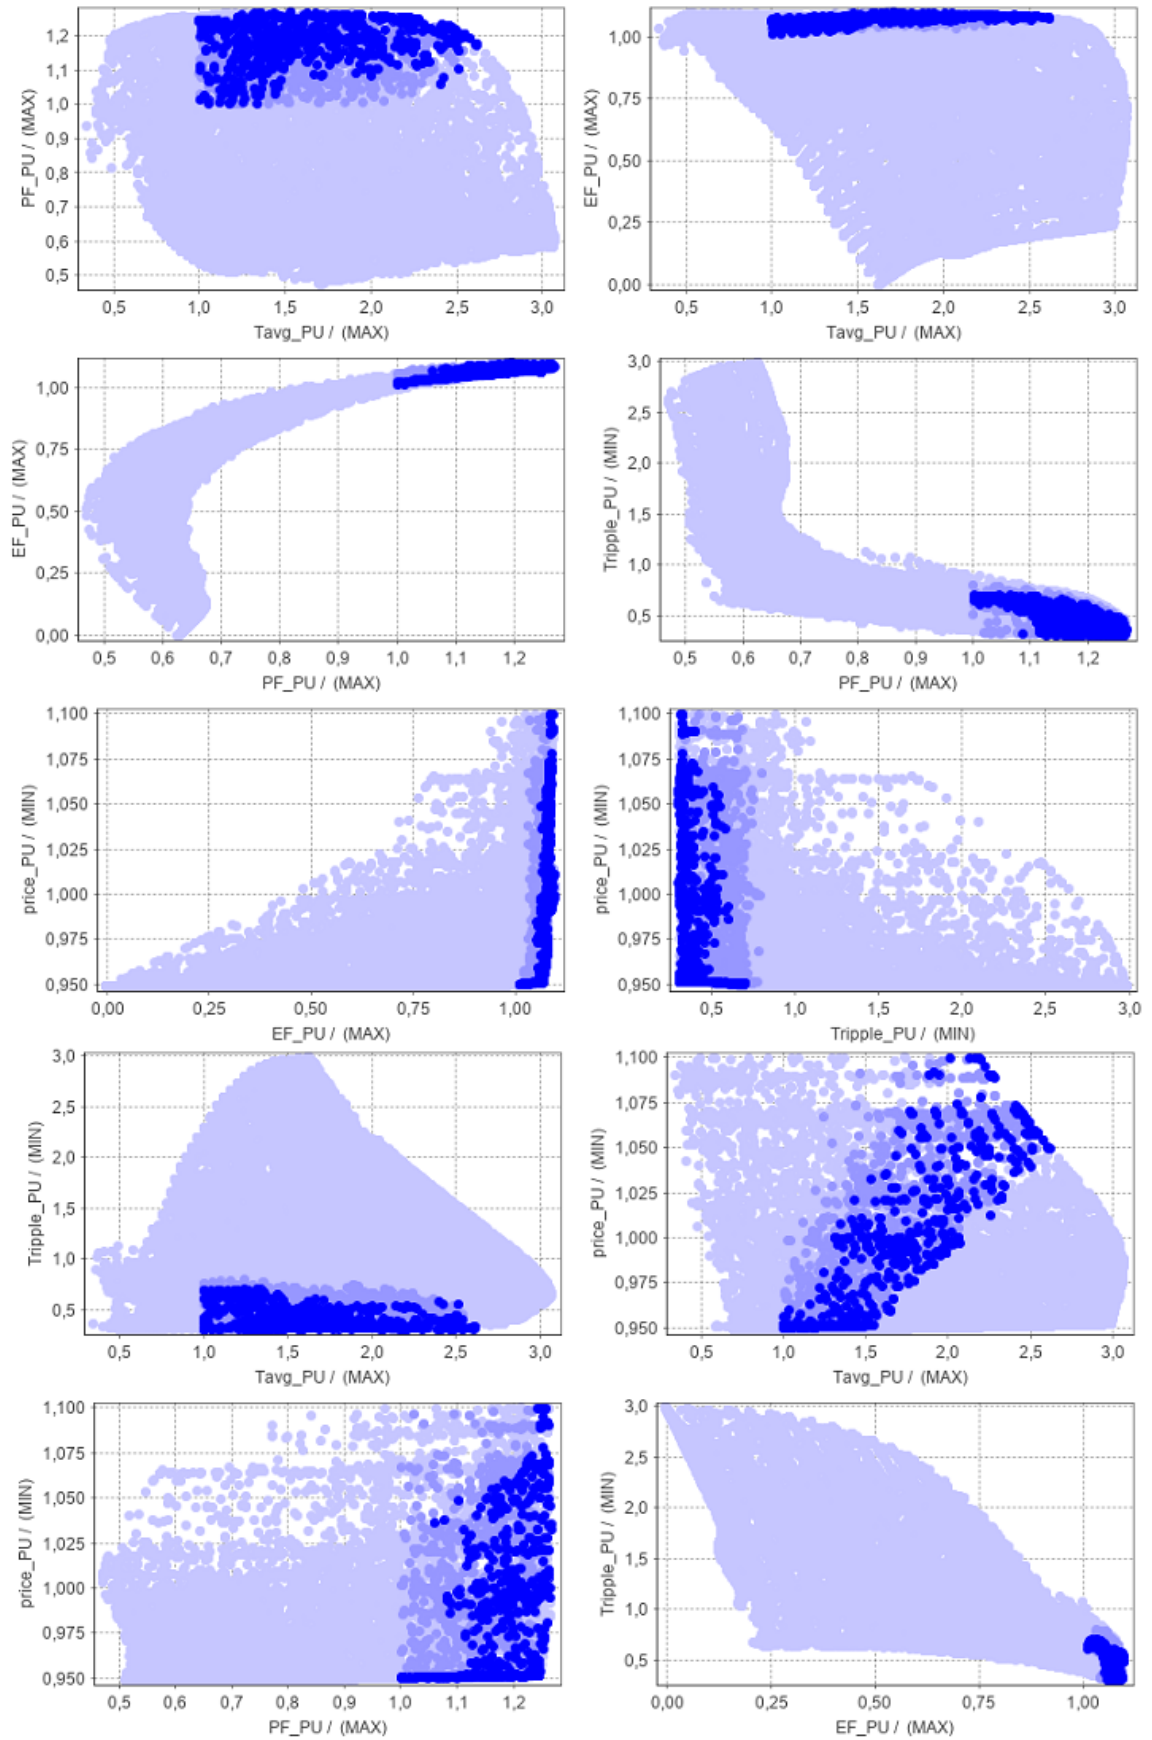 PF_PU / (MAX)
1,2
1,1
1,0
0,9
0,8
0,7
0,6
0,5
0,5 1,0 1,5 2,0 2,5 3,0
Tavg_PU / (MAX)
EF_PU / (MAX)
1,00
0,75
0,50
0,25
0,00
0,5 1,0 1,5 2,0 2,5 3,0
Tavg_PU / (MAX)
EF_PU / (MAX)
1,00
0,75
0,50
0,25
0,00
0,5 0,6 0,7 0,8 0,9 1,0 1,1 1,2
PF_PU / (MAX)
Tripple_PU / (MIN)
3,0
2,5
2,0
1,5
1,0
0,5
0,5 0,6 0,7 0,8 0,9 1,0 1,1 1,2
PF_PU / (MAX)
price_PU / (MIN)
1,100
1,075
1,050
1,025
1,000
0,975
0,950
0,00 0,25 0,50 0,75 1,00
EF_PU / (MAX)
price_PU / (MIN)
1,100
1,075
1,050
1,025
1,000
0,975
0,950
0,5 1,0 1,5 2,0 2,5 3,0
Tripple_PU / (MIN)
Tripple_PU / (MIN)
3,0
2,5
2,0
1,5
1,0
0,5
0,5 1,0 1,5 2,0 2,5 3,0
Tavg_PU / (MAX)
price_PU / (MIN)
1,100
1,075
1,050
1,025
1,000
0,975
0,950
0,5 1,0 1,5 2,0 2,5 3,0
Tavg_PU / (MAX)
price_PU / (MIN)
1,100
1,075
1,050
1,025
1,000
0,975
0,950
0,5 0,6 0,7 0,8 0,9 1,0 1,1 1,2
PF_PU / (MAX)
Tripple_PU / (MIN)
3,0
2,5
2,0
1,5
1,0
0,5
0,00 0,25 0,50 0,75 1,00
EF_PU / (MAX)